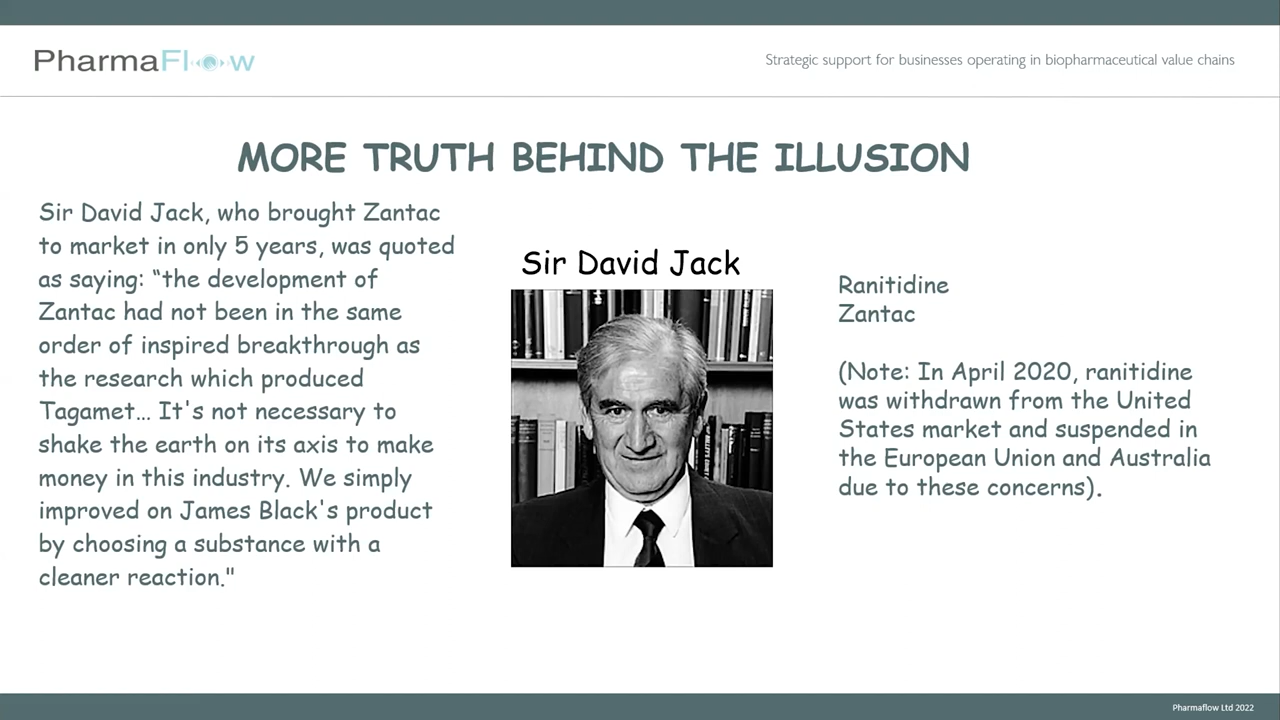 PharmaFlow
Strategic support for businesses operating in biopharmaceutical value chains
MORE TRUTH BEHIND THE ILLUSION
Sir David Jack, who brought Zantac
to market in only 5 years, was quoted
as saying: “the development of
Zantac had not been in the same
order of inspired breakthrough as
the research which produced
Tagamet... It's not necessary to
shake the earth on its axis to make
money in this industry. We simply
improved on James Black's product
by choosing a substance with a
cleaner reaction."
Sir David Jack
Ranitidine
Zantac
(Note: In April 2020, ranitidine
was withdrawn from the United
States market and suspended in
the European Union and Australia
due to these concerns).
Pharmaflow Ltd 2022